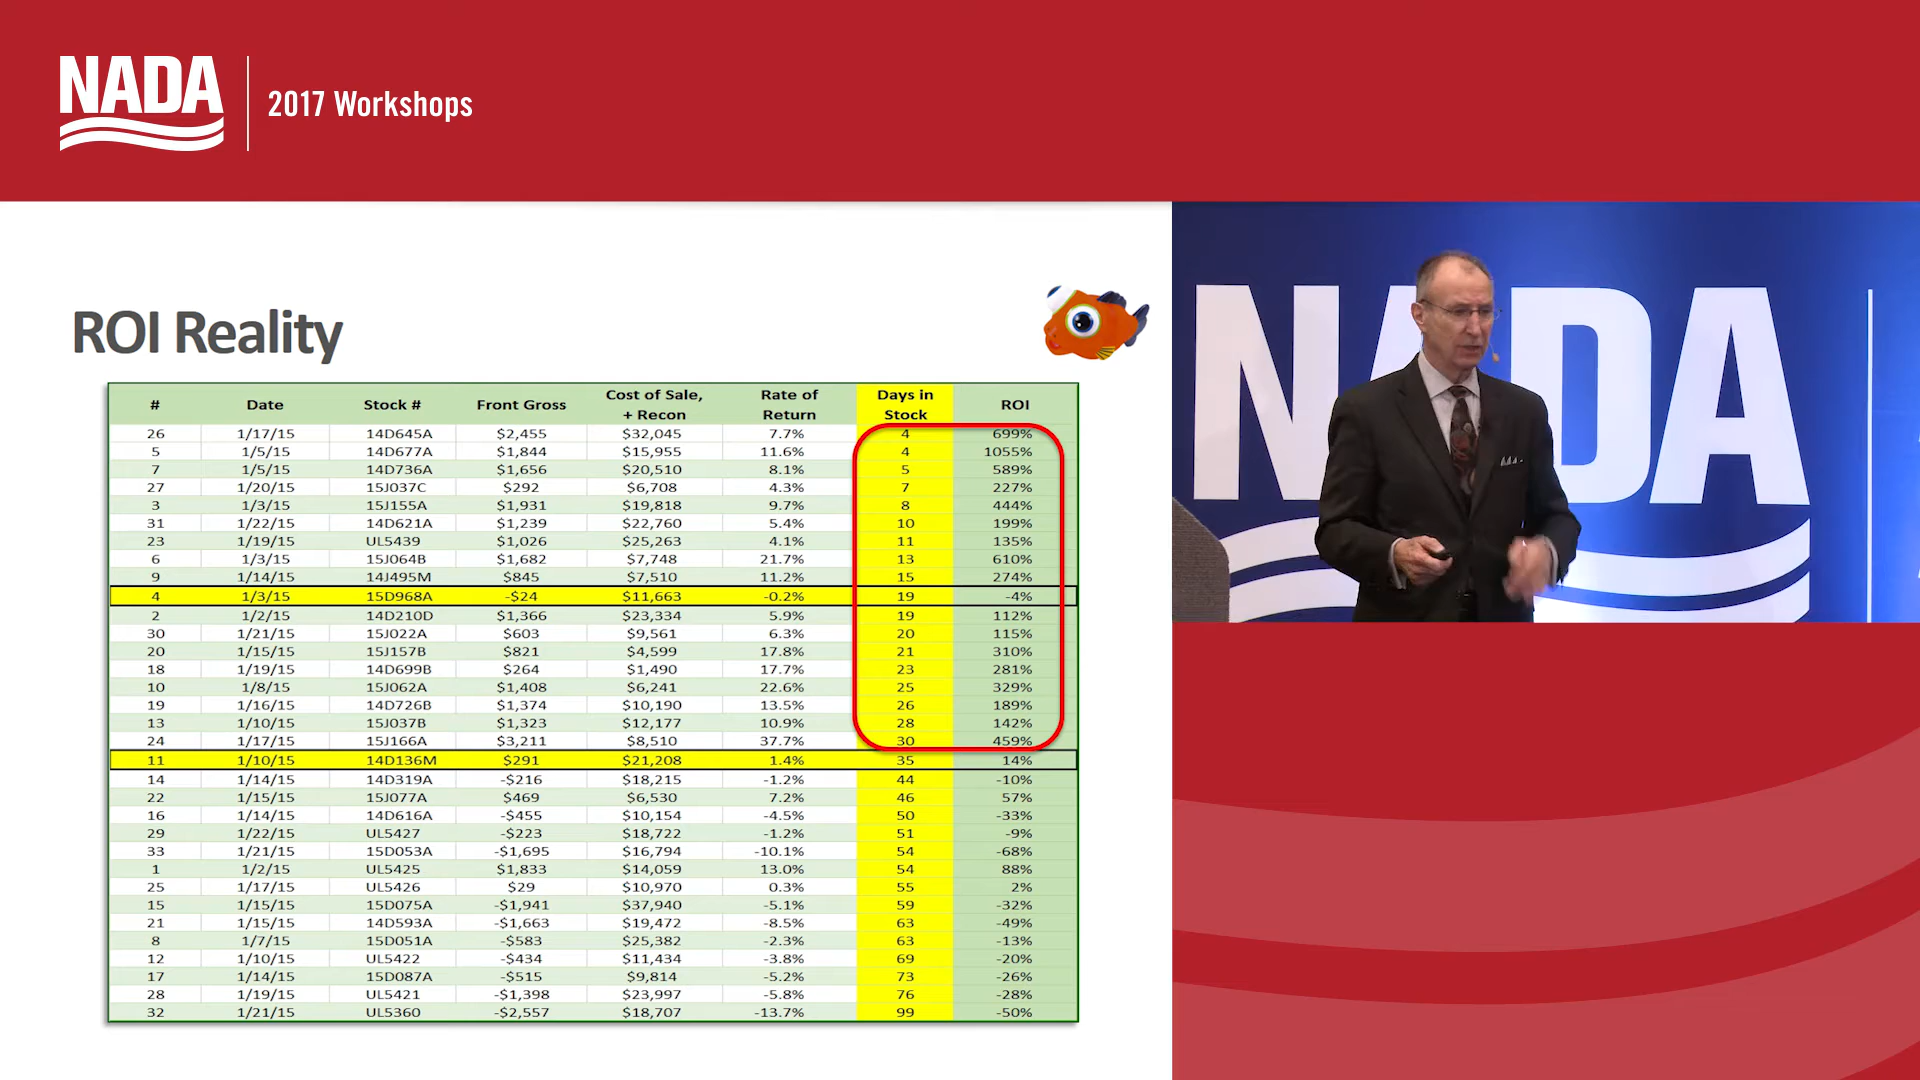 NADA
2017 Workshops
ROI Reality
# Date Stock # Front Gross Cost of Sale, + Recon Rate of Return Days in Stock ROI
26 1/17/15 14D645A $2,455 $32,045 7.7% 4 699%
5 1/5/15 14D677A $1,844 $15,955 11.6% 4 1055%
7 1/5/15 14D736A $1,656 $20,510 8.1% 5 589%
27 1/20/15 15J037C $292 $6,708 4.3% 7 227%
3 1/3/15 15J155A $1,931 $19,818 9.7% 8 444%
31 1/22/15 14D621A $1,239 $22,760 5.4% 10 199%
23 1/19/15 UL5439 $1,026 $25,263 4.1% 11 135%
6 1/3/15 15J064B $1,682 $7,748 21.7% 13 610%
9 1/14/15 14J495M $845 $7,510 11.2% 15 274%
4 1/3/15 15D968A -$24 $11,663 -0.2% 19 -4%
2 1/2/15 14D210D $1,366 $23,334 5.9% 19 112%
30 1/21/15 15J022A $603 $9,561 6.3% 20 115%
20 1/15/15 15J157B $821 $4,599 17.8% 21 310%
18 1/19/15 14D699B $264 $1,490 17.7% 23 281%
10 1/8/15 15J062A $1,408 $6,241 22.6% 25 329%
19 1/16/15 14D726B $1,374 $10,190 13.5% 26 189%
13 1/10/15 15J037B $1,323 $12,177 10.9% 28 142%
24 1/17/15 15J166A $3,211 $8,510 37.7% 30 459%
11 1/10/15 14D136M $291 $21,208 1.4% 35 14%
14 1/14/15 14D319A -$216 $18,215 -1.2% 44 -10%
22 1/15/15 15J077A $469 $6,530 7.2% 46 57%
16 1/14/15 14D616A -$455 $10,154 -4.5% 50 -33%
29 1/22/15 UL5427 -$223 $18,722 -1.2% 51 -9%
33 1/21/15 15D053A -$1,695 $16,794 -10.1% 54 -68%
1 1/2/15 UL5425 $1,833 $14,059 13.0% 54 88%
25 1/17/15 UL5426 $29 $10,970 0.3% 55 2%
15 1/15/15 15D075A -$1,941 $37,940 -5.1% 59 -32%
21 1/15/15 14D593A -$1,663 $19,472 -8.5% 63 -49%
8 1/7/15 15D051A -$583 $25,382 -2.3% 63 -13%
12 1/10/15 UL5422 -$434 $11,434 -3.8% 69 -20%
17 1/14/15 15D087A -$515 $9,814 -5.2% 73 -26%
28 1/19/15 UL5421 -$1,398 $23,997 -5.8% 76 -28%
32 1/21/15 UL5360 -$2,557 $18,707 -13.7% 99 -50%
NADA